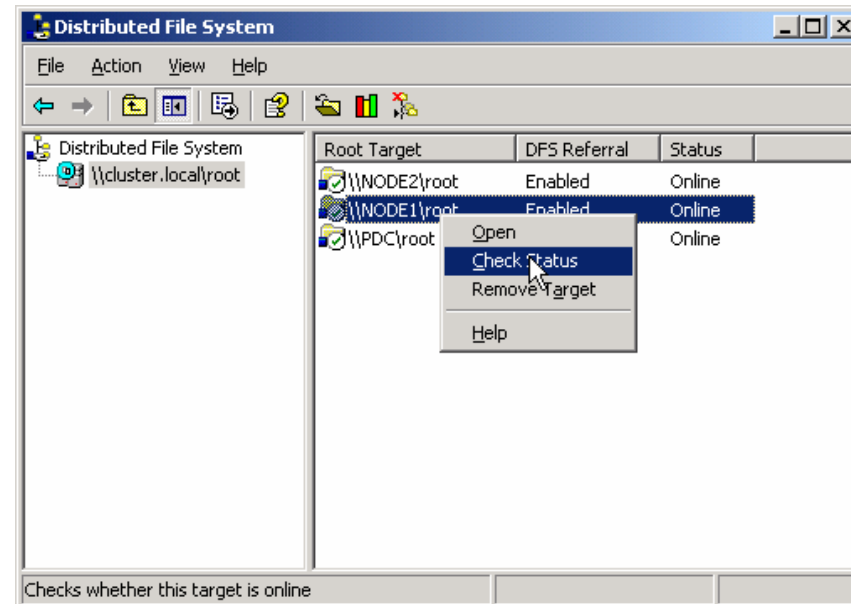 Distributed File System
File Action View Help
Distributed File System
\\cluster.local\root
Root Target DFS Referral Status
\\NODE2\root Enabled Online
\\NODE1\root Enabled Online
\\PDC\root Online
Open
Check Status
Remove Target
Help
Checks whether this target is online